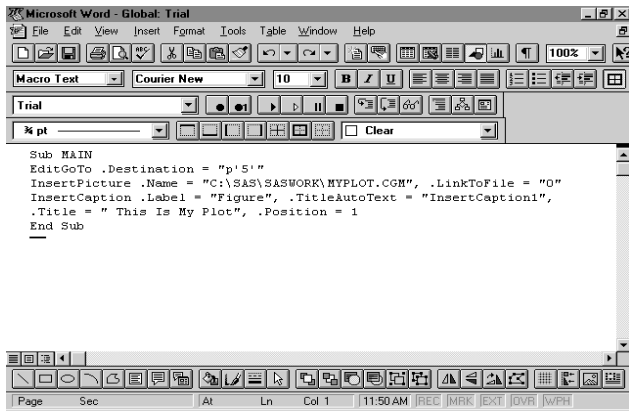 Microsoft Word - Global: Trial
File Edit View Insert Format Tools Table Window Help
100%
Macro Text Courier New 10 B I U
Trial
¾ pt Clear
Sub MAIN
EditGoTo .Destination = "p'5'"
InsertPicture .Name = "C:\SAS\SASWORK\MYPLOT.CGM", .LinkToFile = "0"
InsertCaption .Label = "Figure", .TitleAutoText = "InsertCaption1",
.Title = " This Is My Plot", .Position = 1
End Sub
Page Sec At Ln Col 1 11:50 AM REC MRK EXT OVR WPH